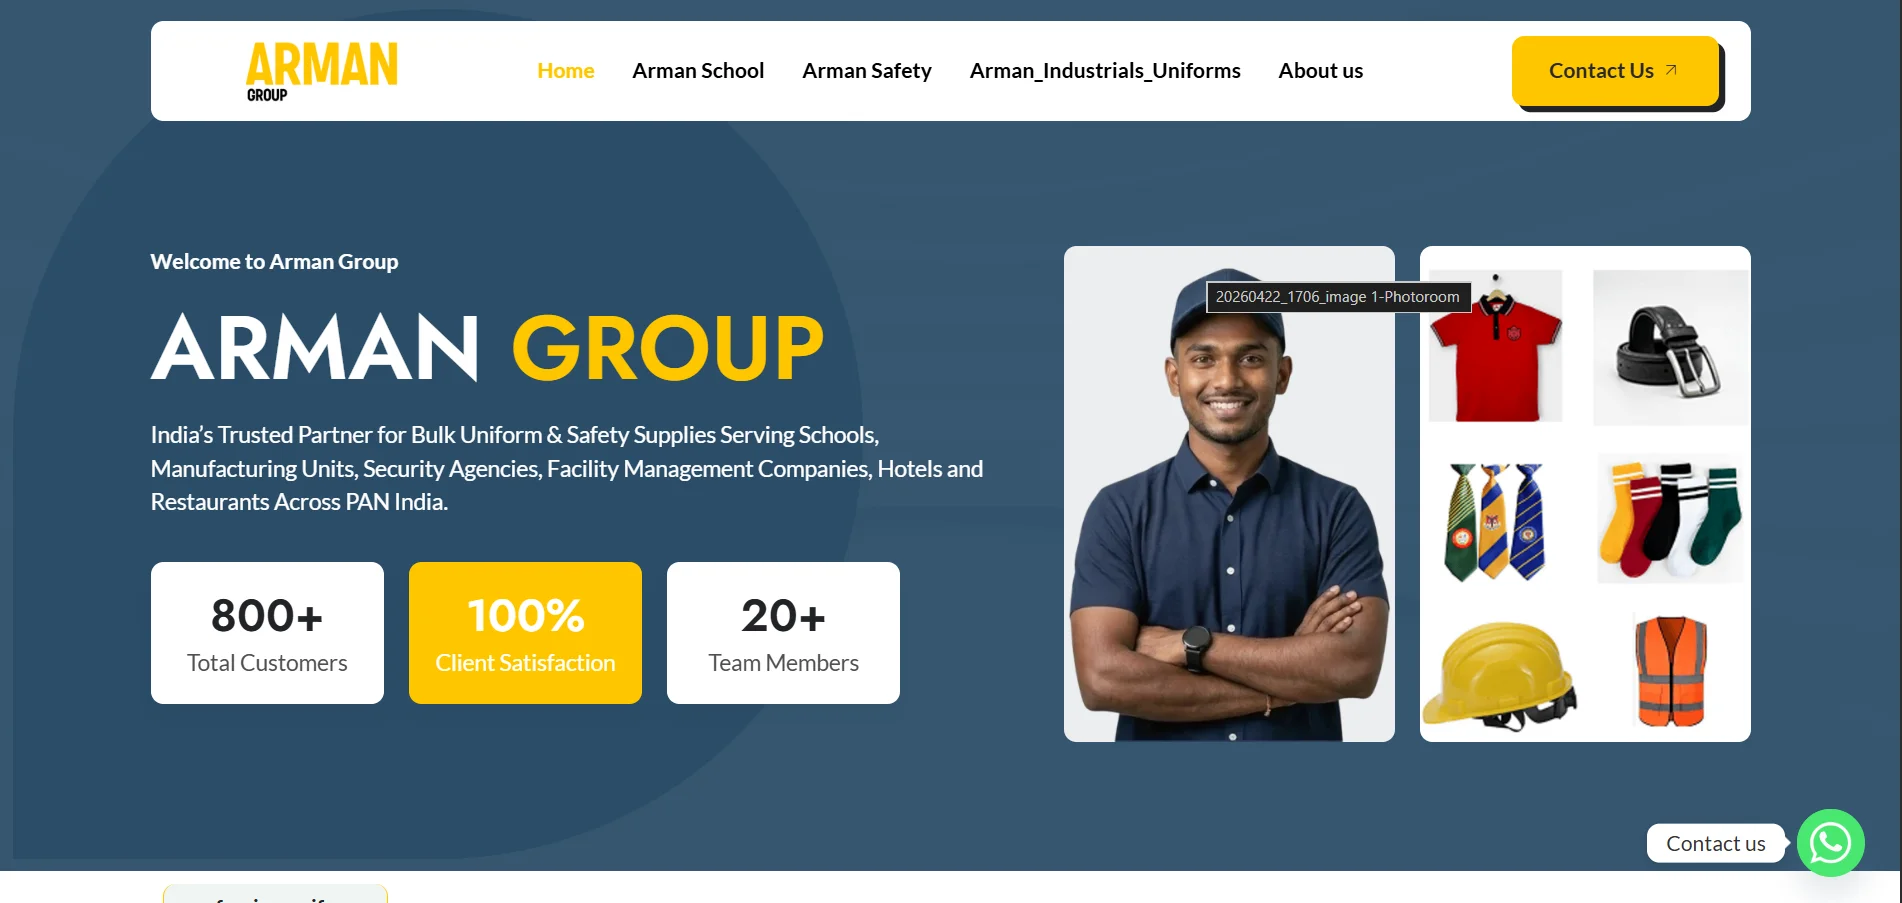 ARMAN
GROUP
Home
Arman School
Arman Safety
Arman_Industrials_Uniforms
About us
Contact Us
Welcome to Arman Group
ARMAN GROUP
India’s Trusted Partner for Bulk Uniform & Safety Supplies Serving Schools,
Manufacturing Units, Security Agencies, Facility Management Companies, Hotels and
Restaurants Across PAN India.
800+
Total Customers
100%
Client Satisfaction
20+
Team Members
20260422_1706_image 1-Photoroom
Contact us